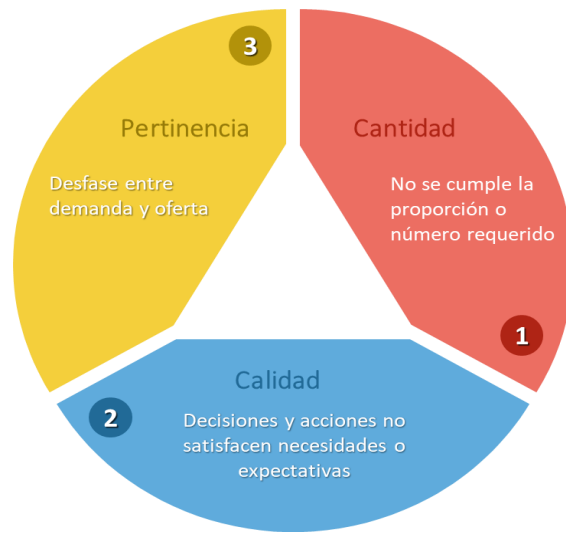 1
Cantidad
No se cumple la
proporción o
número requerido
2
Calidad
Decisiones y acciones no
satisfacen necesidades o
expectativas
3
Pertinencia
Desfase entre
demanda y oferta